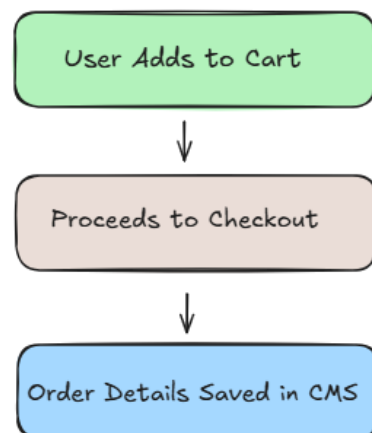 User Adds to Cart
Proceeds to Checkout
Order Details Saved in CMS